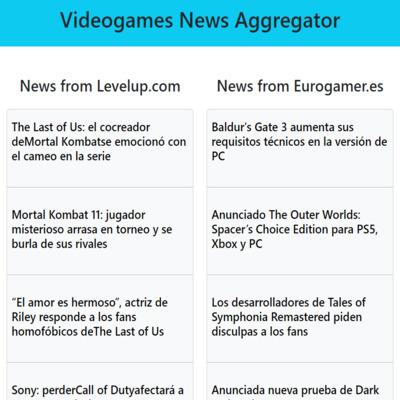 Videogames News Aggregator
News from Levelup.com
The Last of Us: el cocreador
deMortal Kombatse emocionó con
el cameo en la serie
Mortal Kombat 11: jugador
misterioso arrasa en torneo y se
burla de sus rivales
“El amor es hermoso”, actriz de
Riley responde a los fans
homofóbicos deThe Last of Us
Sony: perderCall of Dutyafectará a
News from Eurogamer.es
Baldur's Gate 3 aumenta sus
requisitos técnicos en la versión de
PC
Anunciado The Outer Worlds:
Spacer's Choice Edition para PS5,
Xbox y PC
Los desarrolladores de Tales of
Symphonia Remastered piden
disculpas a los fans
Anunciada nueva prueba de Dark